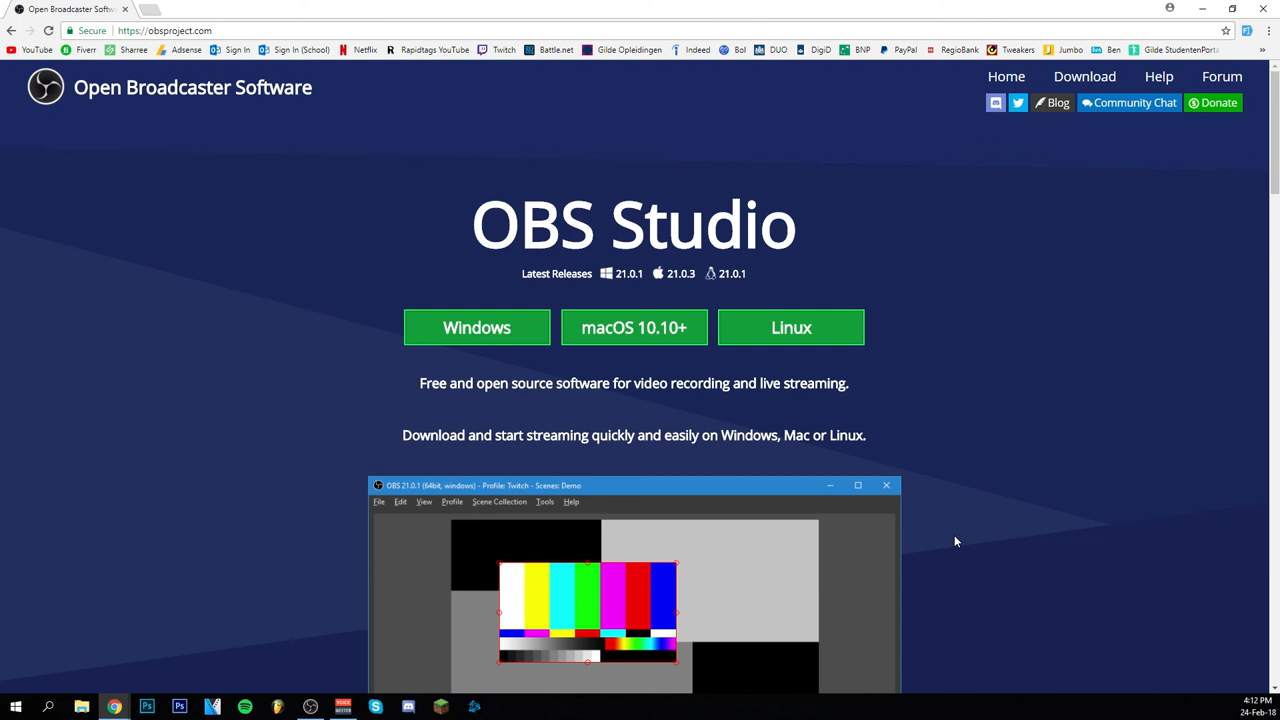 Open Broadcaster Softw
Secure
https://obsproject.com
YouTube
Fiverr
Sharree
Adsense
Sign In
Sign In (School)
Netflix
Rapidtags YouTube
Twitch
Battle.net
Gilde Opleidingen
Indeed
Bol
DUO
DigiD
BNP
PayPal
RegioBank
Tweakers
Jumbo
Ben
Gilde StudentenPorta
Open Broadcaster Software
Home
Download
Help
Forum
Blog
Community Chat
Donate
OBS Studio
Latest Releases 21.0.1 21.0.3 21.0.1
Windows
macOS 10.10+
Linux
Free and open source software for video recording and live streaming.
Download and start streaming quickly and easily on Windows, Mac or Linux.
OBS 21.0.1 (64bit, windows) - Profile: Twitch - Scenes: Demo
File Edit View Profile Scene Collection Tools Help
4:12 PM
24-Feb-18